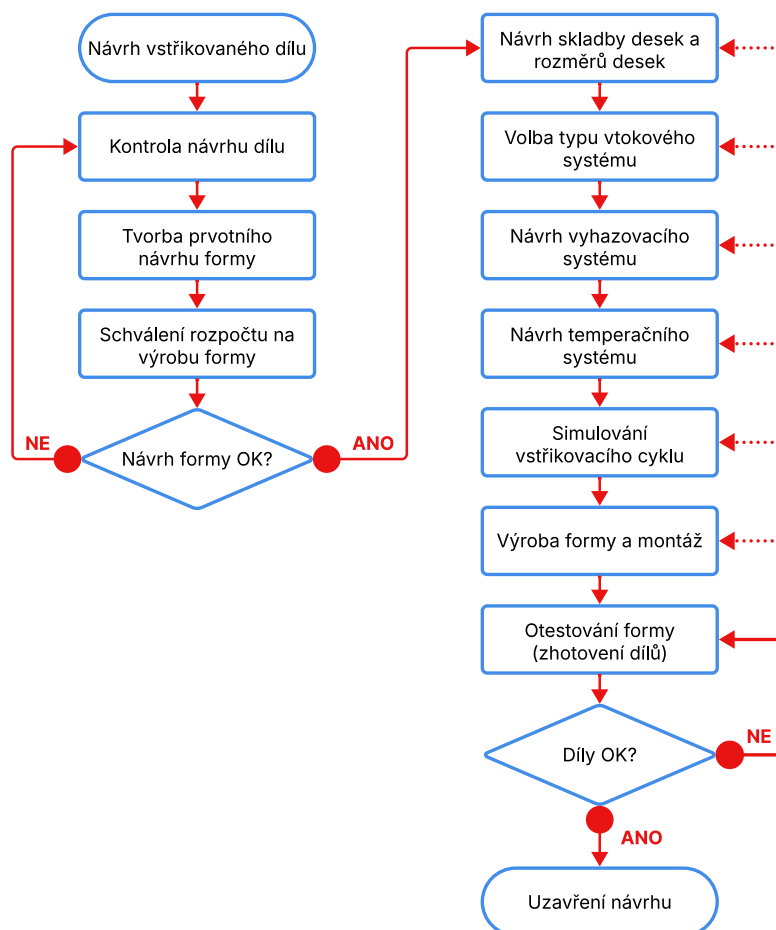 Návrh vstřikovaného dílu
Kontrola návrhu dílu
Tvorba prvotního
návrhu formy
Schválení rozpočtu na
výrobu formy
NE
Návrh formy OK?
ANO
Návrh skladby desek a
rozměrů desek
Volba typu vtokového
systému
Návrh vyhazovacího
systému
Návrh temperačního
systému
Simulování
vstřikovacího cyklu
Výroba formy a montáž
Otestování formy
(zhotovení dílů)
Díly OK?
NE
ANO
Uzavření návrhu